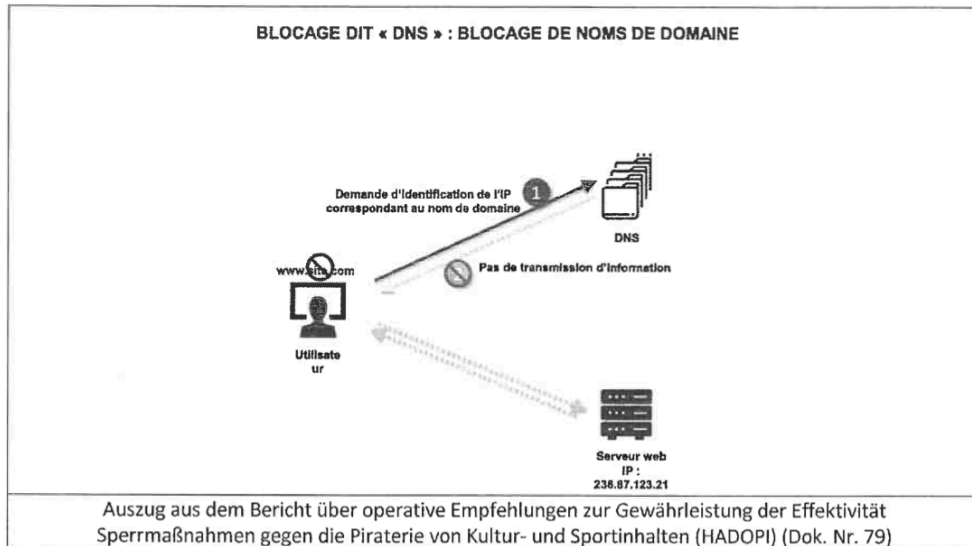 BLOCAGE DIT « DNS » : BLOCAGE DE NOMS DE DOMAINE
Demande d'identification de l'IP
correspondant au nom de domaine
1
DNS
www.site.com
Pas de transmission d'information
Utilisate
ur
Serveur web
IP :
238.87.123.21
Auszug aus dem Bericht über operative Empfehlungen zur Gewährleistung der Effektivität
Sperrmaßnahmen gegen die Piraterie von Kultur- und Sportinhalten (HADOPI) (Dok. Nr. 79)